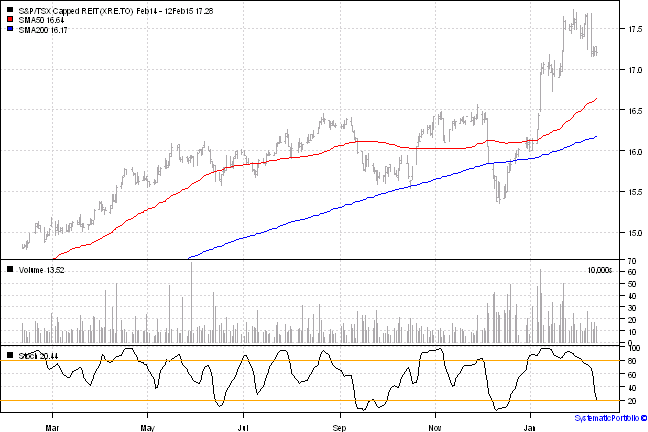 S&P/TSX Capped REIT (XRE.TO) Feb14 - 12Feb15 17.28
SMA50 16.64
SMA200 16.17
17.5
17.0
16.5
16.0
15.5
15.0
Volume 13.52
10,000s
70
60
50
40
30
20
10
0
Stoch 20.44
100
80
60
40
20
Mar May Jul Sep Nov Jan
SystematicPortfolio ©